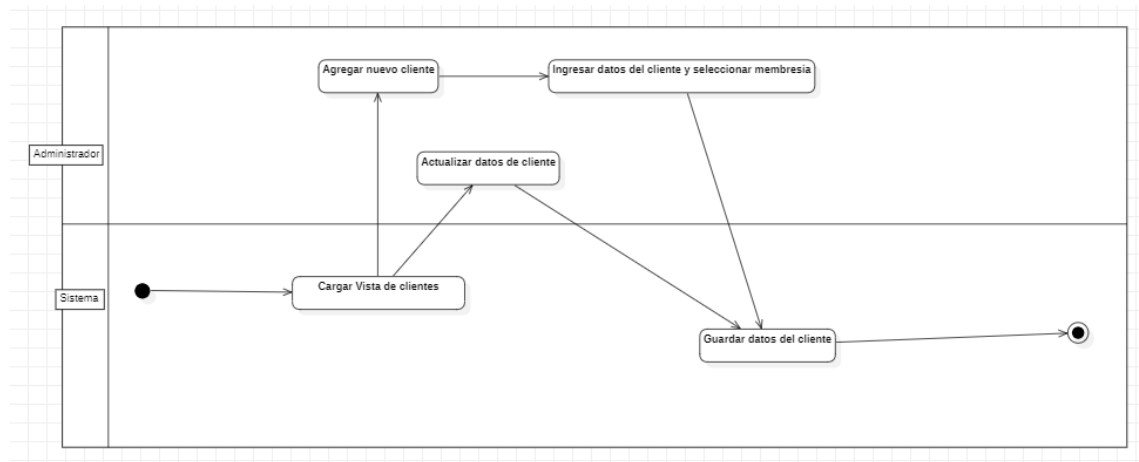 Agregar nuevo cliente
Ingresar datos del cliente y seleccionar membresia
Administrador
Actualizar datos de cliente
Sistema
Cargar Vista de clientes
Guardar datos del cliente